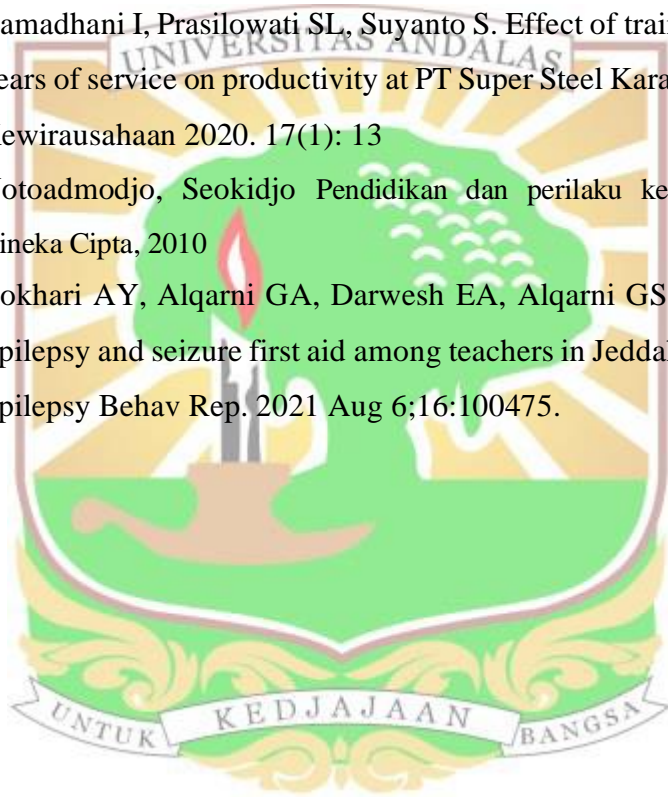 amadhani I, Prasilowati SL, Suyanto S. Effect of trai
UNIVERSITAS ANDALAS
ears of service on productivity at PT Super Steel Kara
ewirausahaan 2020. 17(1): 13
otoadmodjo, Seokidjo Pendidikan dan perilaku ke
ineka Cipta, 2010
okhari AY, Alqarni GA, Darwesh EA, Alqarni GS
pilepsy and seizure first aid among teachers in Jedda
pilepsy Behav Rep. 2021 Aug 6;16:100475.
UNTUK KEDJAJAAN BANGSA